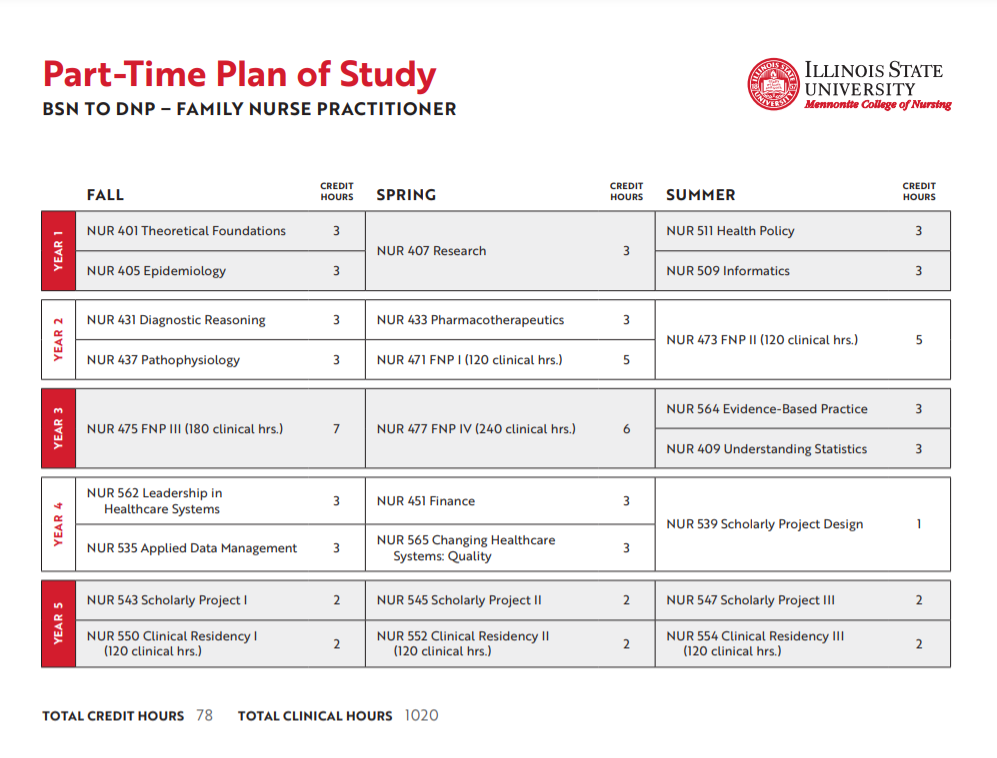 Part-Time Plan of Study
BSN TO DNP – FAMILY NURSE PRACTITIONER
ILLINOIS STATE UNIVERSITY
ILLINOIS STATE
UNIVERSITY
Mennonite College of Nursing
FALL CREDIT HOURS SPRING CREDIT HOURS SUMMER CREDIT HOURS
YEAR 1
NUR 401 Theoretical Foundations 3
NUR 405 Epidemiology 3
NUR 407 Research 3
NUR 511 Health Policy 3
NUR 509 Informatics 3
YEAR 2
NUR 431 Diagnostic Reasoning 3
NUR 437 Pathophysiology 3
NUR 433 Pharmacotherapeutics 3
NUR 471 FNP I (120 clinical hrs.) 5
NUR 473 FNP II (120 clinical hrs.) 5
YEAR 3
NUR 475 FNP III (180 clinical hrs.) 7
NUR 477 FNP IV (240 clinical hrs.) 6
NUR 564 Evidence-Based Practice 3
NUR 409 Understanding Statistics 3
YEAR 4
NUR 562 Leadership in
Healthcare Systems 3
NUR 535 Applied Data Management 3
NUR 451 Finance 3
NUR 565 Changing Healthcare
Systems: Quality 3
NUR 539 Scholarly Project Design 1
YEAR 5
NUR 543 Scholarly Project I 2
NUR 550 Clinical Residency I
(120 clinical hrs.) 2
NUR 545 Scholarly Project II 2
NUR 552 Clinical Residency II
(120 clinical hrs.) 2
NUR 547 Scholarly Project III 2
NUR 554 Clinical Residency III
(120 clinical hrs.) 2
TOTAL CREDIT HOURS 78 TOTAL CLINICAL HOURS 1020